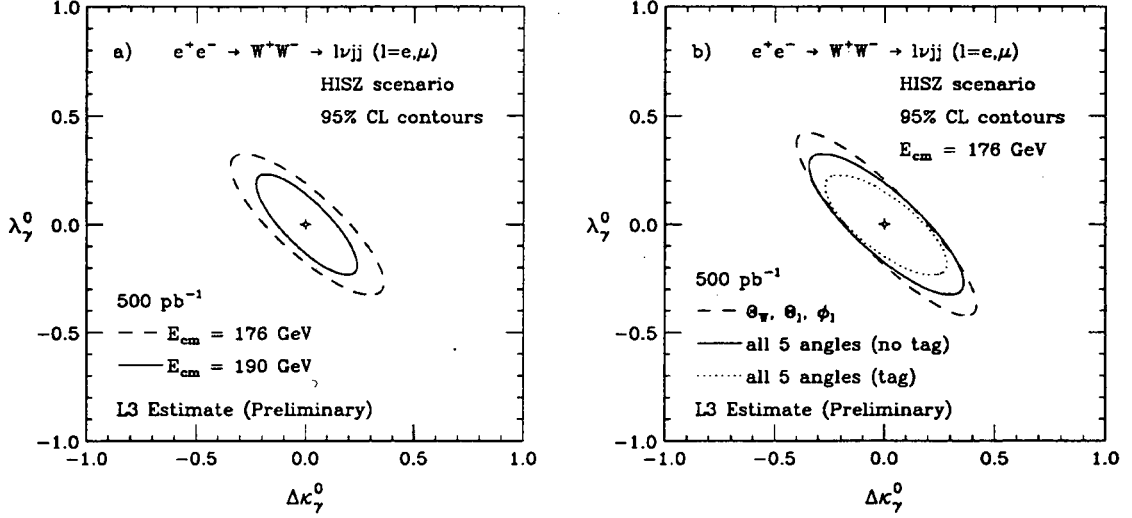 a) e⁺e⁻ → W⁺W⁻ → lνjj (l=e,μ)
HISZ scenario
95% CL contours
500 pb⁻¹
E_cm = 176 GeV
E_cm = 190 GeV
L3 Estimate (Preliminary)
1.0
0.5
0.0
−0.5
−1.0
λ⁰_γ
−1.0 −0.5 0.0 0.5 1.0
Δκ⁰_γ
b) e⁺e⁻ → W⁺W⁻ → lνjj (l=e,μ)
HISZ scenario
95% CL contours
E_cm = 176 GeV
500 pb⁻¹
Θ_W, Θ_l, ϕ_l
all 5 angles (no tag)
all 5 angles (tag)
L3 Estimate (Preliminary)
1.0
0.5
0.0
−0.5
−1.0
λ⁰_γ
−1.0 −0.5 0.0 0.5 1.0
Δκ⁰_γ